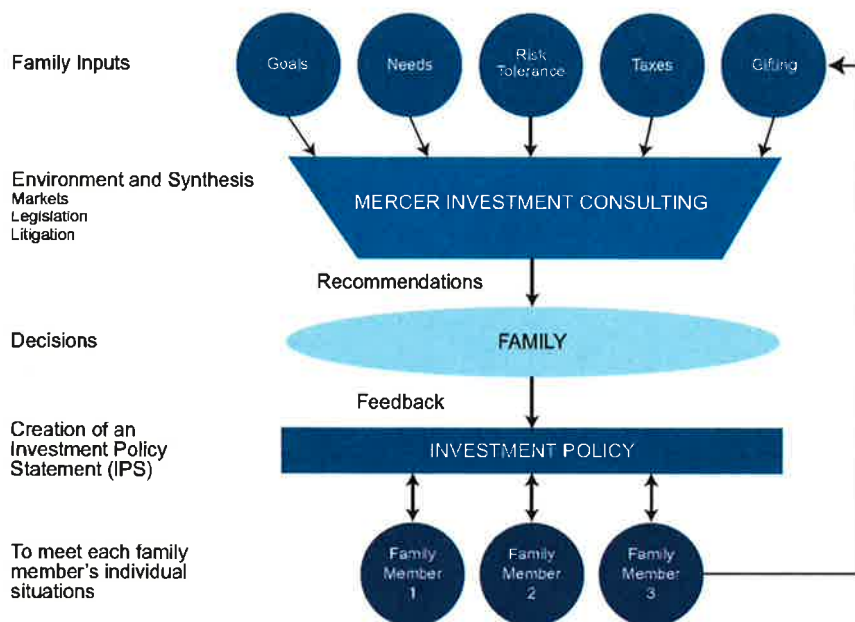 Family Inputs
Goals
Needs
Risk
Tolerance
Taxes
Gifting
Environment and Synthesis
Markets
Legislation
Litigation
MERCER INVESTMENT CONSULTING
Recommendations
Decisions
FAMILY
Feedback
Creation of an
Investment Policy
Statement (IPS)
INVESTMENT POLICY
To meet each family
member's individual
situations
Family
Member
1
Family
Member
2
Family
Member
3